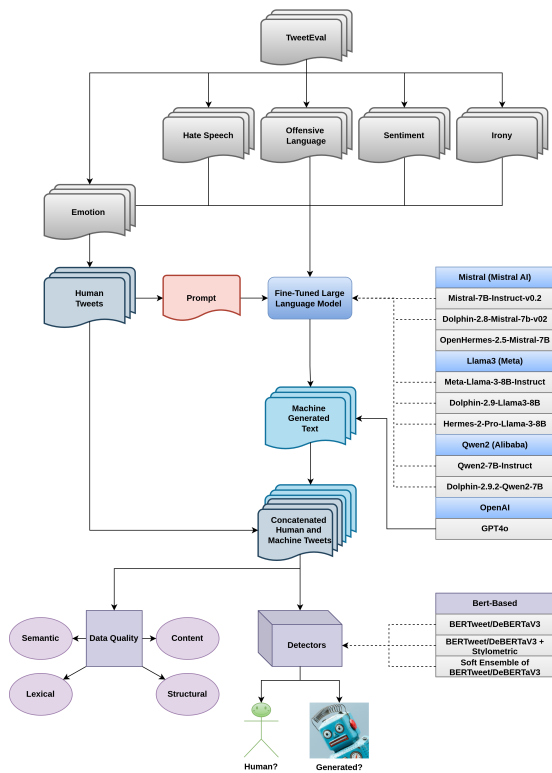 TweetEval
Hate Speech
Offensive
Language
Sentiment
Irony
Emotion
Human
Tweets
Prompt
Fine-Tuned Large
Language Model
Mistral (Mistral AI)
Mistral-7B-Instruct-v0.2
Dolphin-2.8-Mistral-7b-v02
OpenHermes-2.5-Mistral-7B
Llama3 (Meta)
Meta-Llama-3-8B-Instruct
Dolphin-2.9-Llama3-8B
Hermes-2-Pro-Llama-3-8B
Qwen2 (Alibaba)
Qwen2-7B-Instruct
Dolphin-2.9.2-Qwen2-7B
OpenAI
GPT4o
Machine
Generated
Text
Concatenated
Human and
Machine Tweets
Semantic
Data Quality
Content
Lexical
Structural
Detectors
Bert-Based
BERTweet/DeBERTaV3
BERTweet/DeBERTaV3 +
Stylometric
Soft Ensemble of
BERTweet/DeBERTaV3
Human?
Generated?